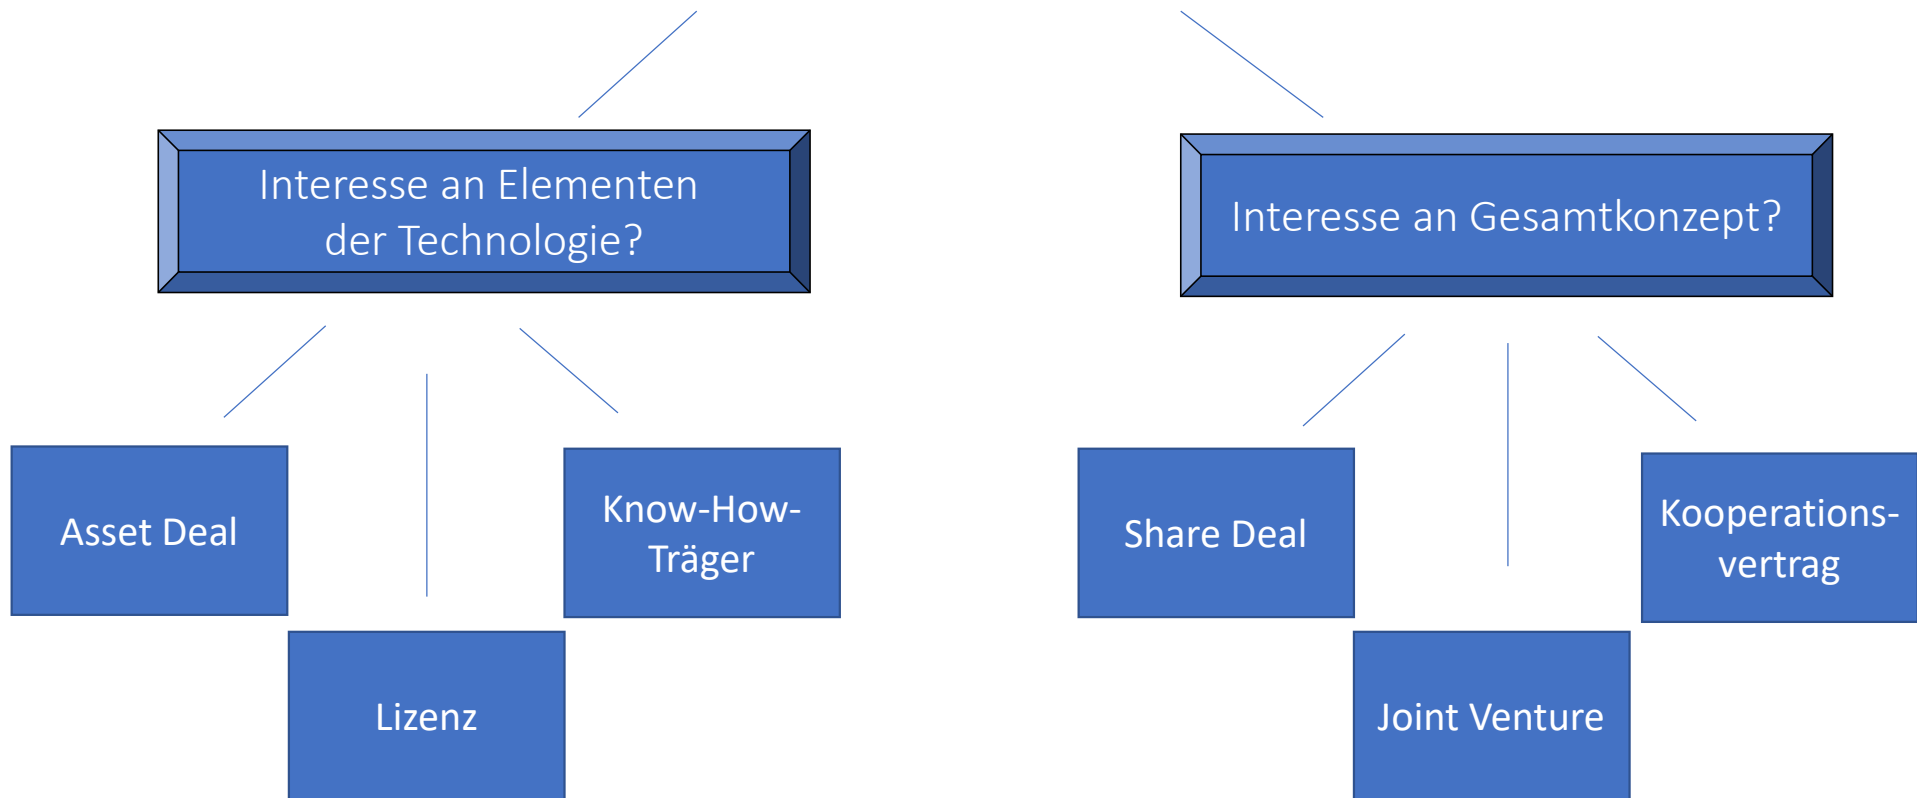 Interesse an Elementen
der Technologie?
Interesse an Gesamtkonzept?
Asset Deal
Know-How-
Träger
Lizenz
Share Deal
Kooperations-
vertrag
Joint Venture